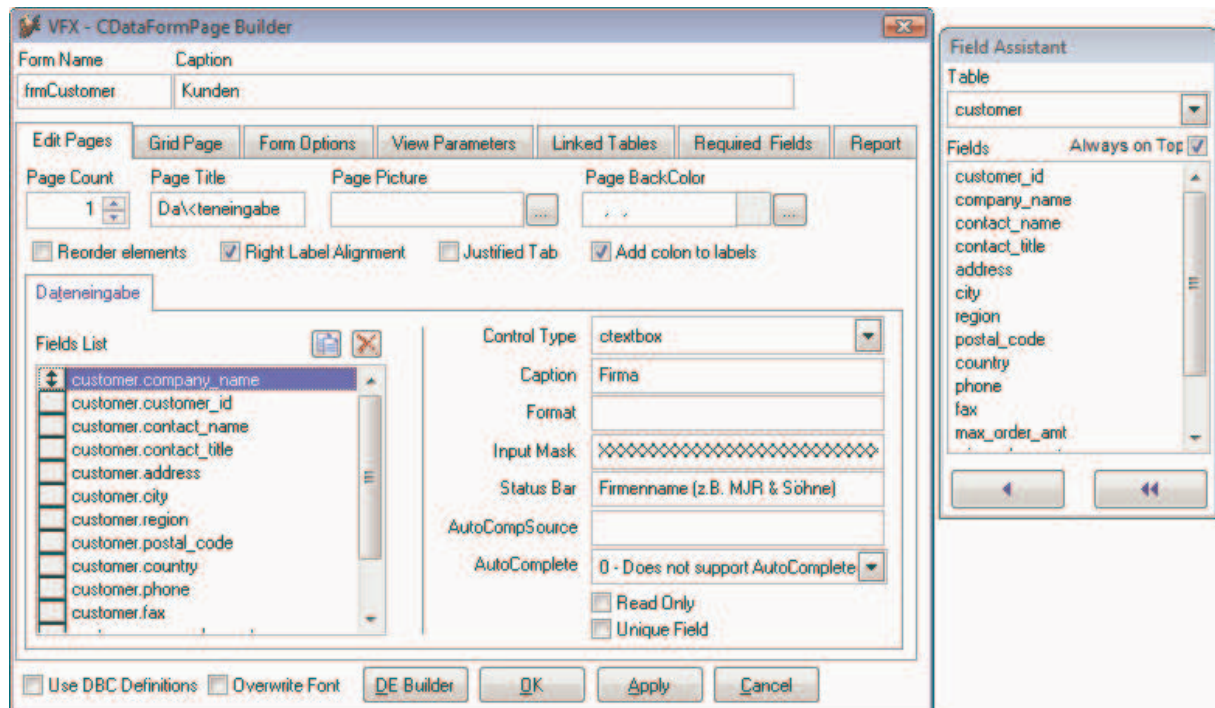 VFX - CDataFormPage Builder
Form Name Caption
frmCustomer Kunden
Edit Pages Grid Page Form Options View Parameters Linked Tables Required Fields Report
Page Count Page Title Page Picture Page BackColor
1 Da\<teneingabe ... , , ...
Reorder elements Right Label Alignment Justified Tab Add colon to labels
Dateneingabe
Fields List
customer.company_name
customer.customer_id
customer.contact_name
customer.contact_title
customer.address
customer.city
customer.region
customer.postal_code
customer.country
customer.phone
customer.fax
Control Type ctextbox
Caption Firma
Format
Input Mask XXXXXXXXXXXXXXXXXXXXXXXXXX
Status Bar Firmenname (z.B. MJR & Söhne)
AutoCompSource
AutoComplete 0 - Does not support AutoComplete
Read Only
Unique Field
Use DBC Definitions Overwrite Font DE Builder OK Apply Cancel
Field Assistant
Table
customer
Fields Always on Top
customer_id
company_name
contact_name
contact_title
address
city
region
postal_code
country
phone
fax
max_order_amt